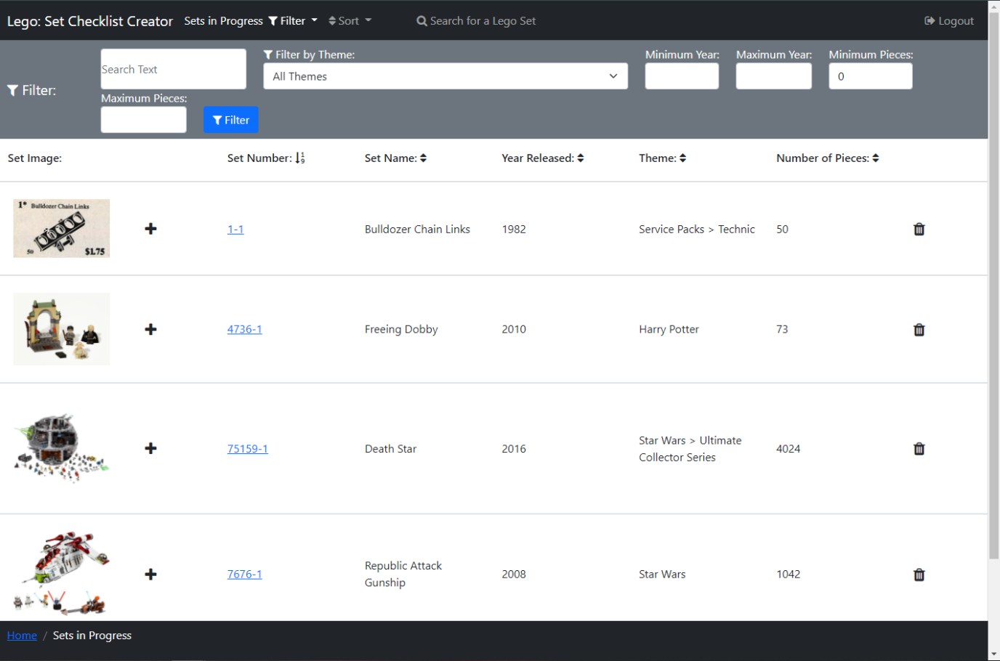 Lego: Set Checklist Creator Sets in Progress Filter Sort Search for a Lego Set Logout
Filter:
Search Text
Filter by Theme:
All Themes
Minimum Year:
Maximum Year:
Minimum Pieces:
0
Maximum Pieces:
Filter
Set Image: Set Number: Set Name: Year Released: Theme: Number of Pieces:
1* Bulldozer Chain Links
50 $1.75
1-1 Bulldozer Chain Links 1982 Service Packs > Technic 50
4736-1 Freeing Dobby 2010 Harry Potter 73
75159-1 Death Star 2016 Star Wars > Ultimate
Collector Series 4024
7676-1 Republic Attack
Gunship 2008 Star Wars 1042
Home / Sets in Progress